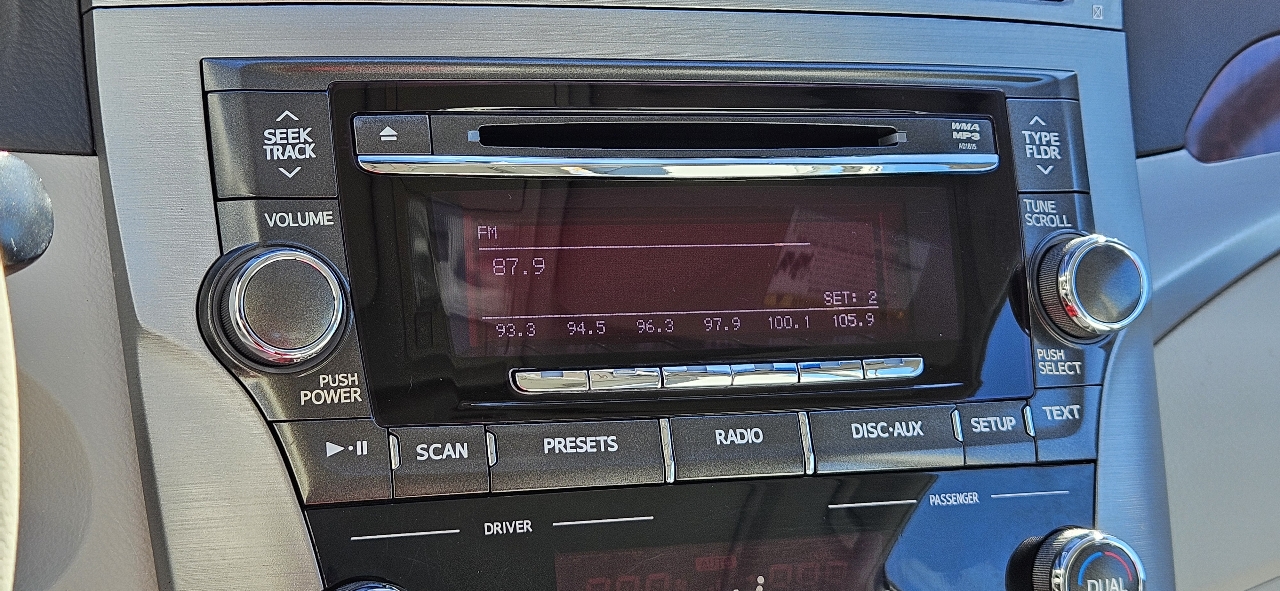 SEEK
TRACK
WMA
MP3
AD1815
TYPE
FLDR
VOLUME
TUNE
SCROLL
FM
87.9
SET: 2
93.3 94.5 96.3 97.9 100.1 105.9
PUSH
POWER
PUSH
SELECT
SCAN
PRESETS
RADIO
DISC·AUX
SETUP
TEXT
DRIVER
PASSENGER
AUTO
DUAL